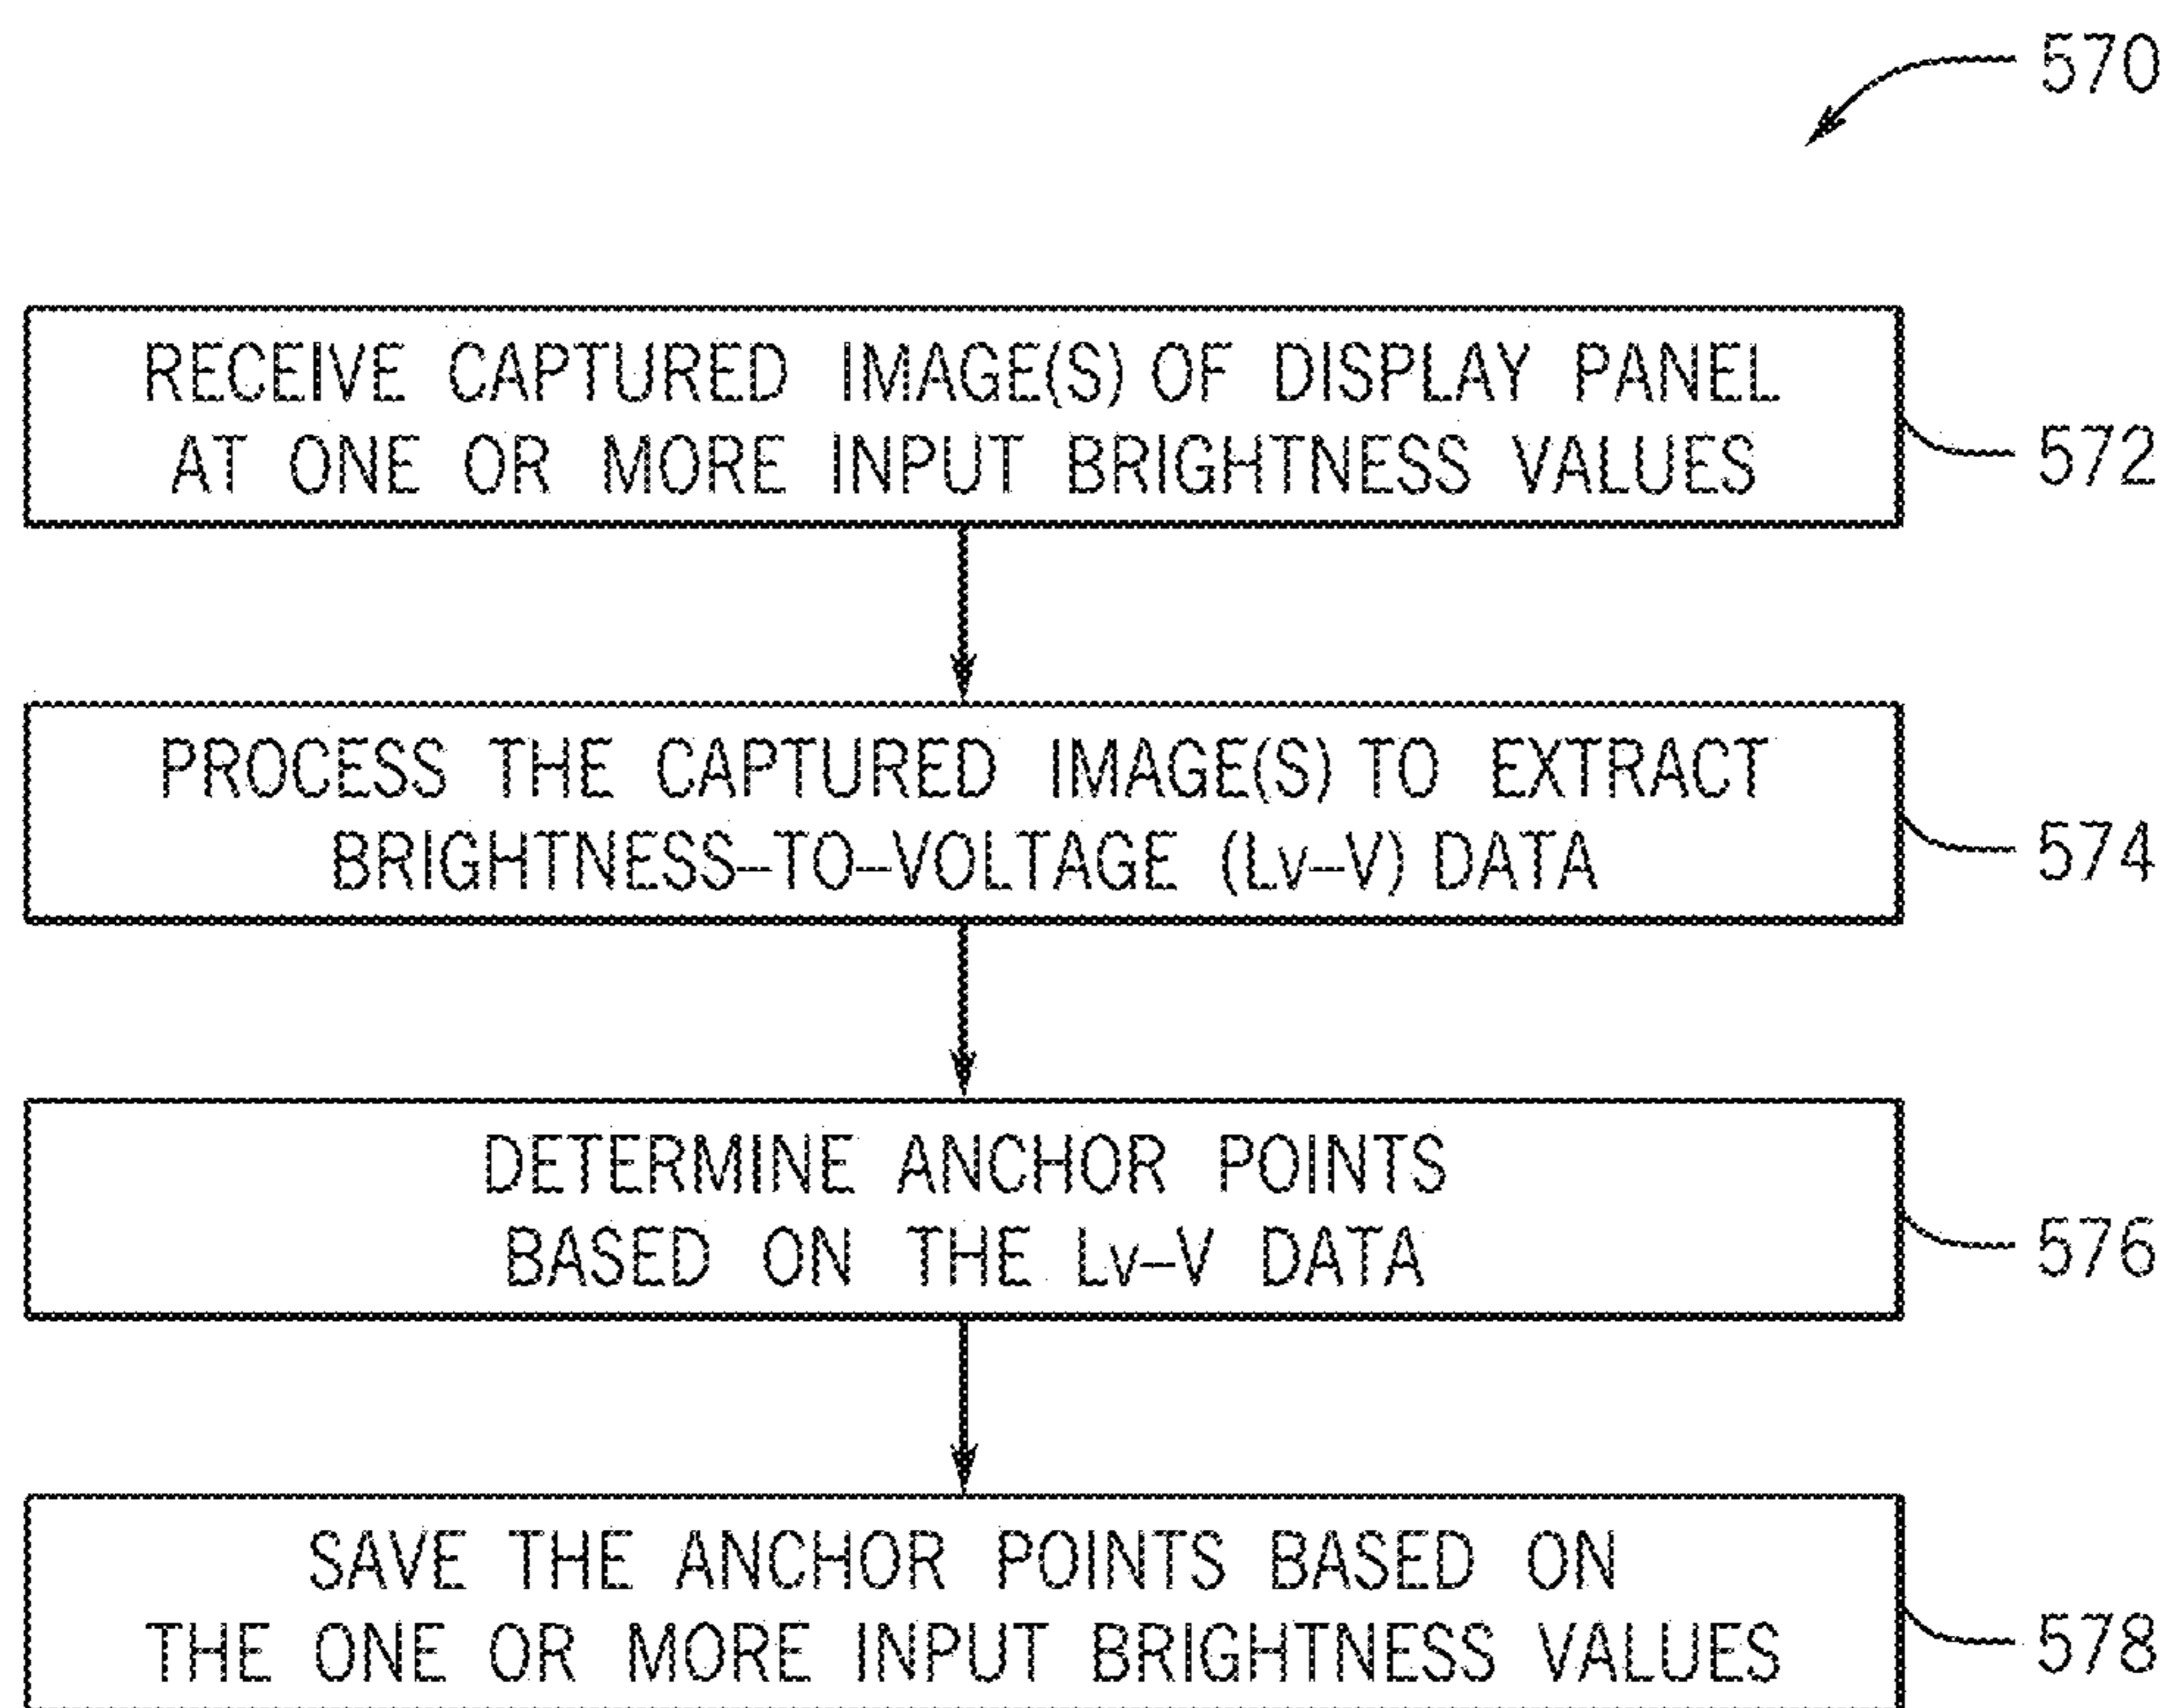 570
RECEIVE CAPTURED IMAGE(S) OF DISPLAY PANEL
AT ONE OR MORE INPUT BRIGHTNESS VALUES
572
PROCESS THE CAPTURED IMAGE(S) TO EXTRACT
BRIGHTNESS-TO-VOLTAGE (Lv-V) DATA
574
DETERMINE ANCHOR POINTS
BASED ON THE Lv-V DATA
576
SAVE THE ANCHOR POINTS BASED ON
THE ONE OR MORE INPUT BRIGHTNESS VALUES
578